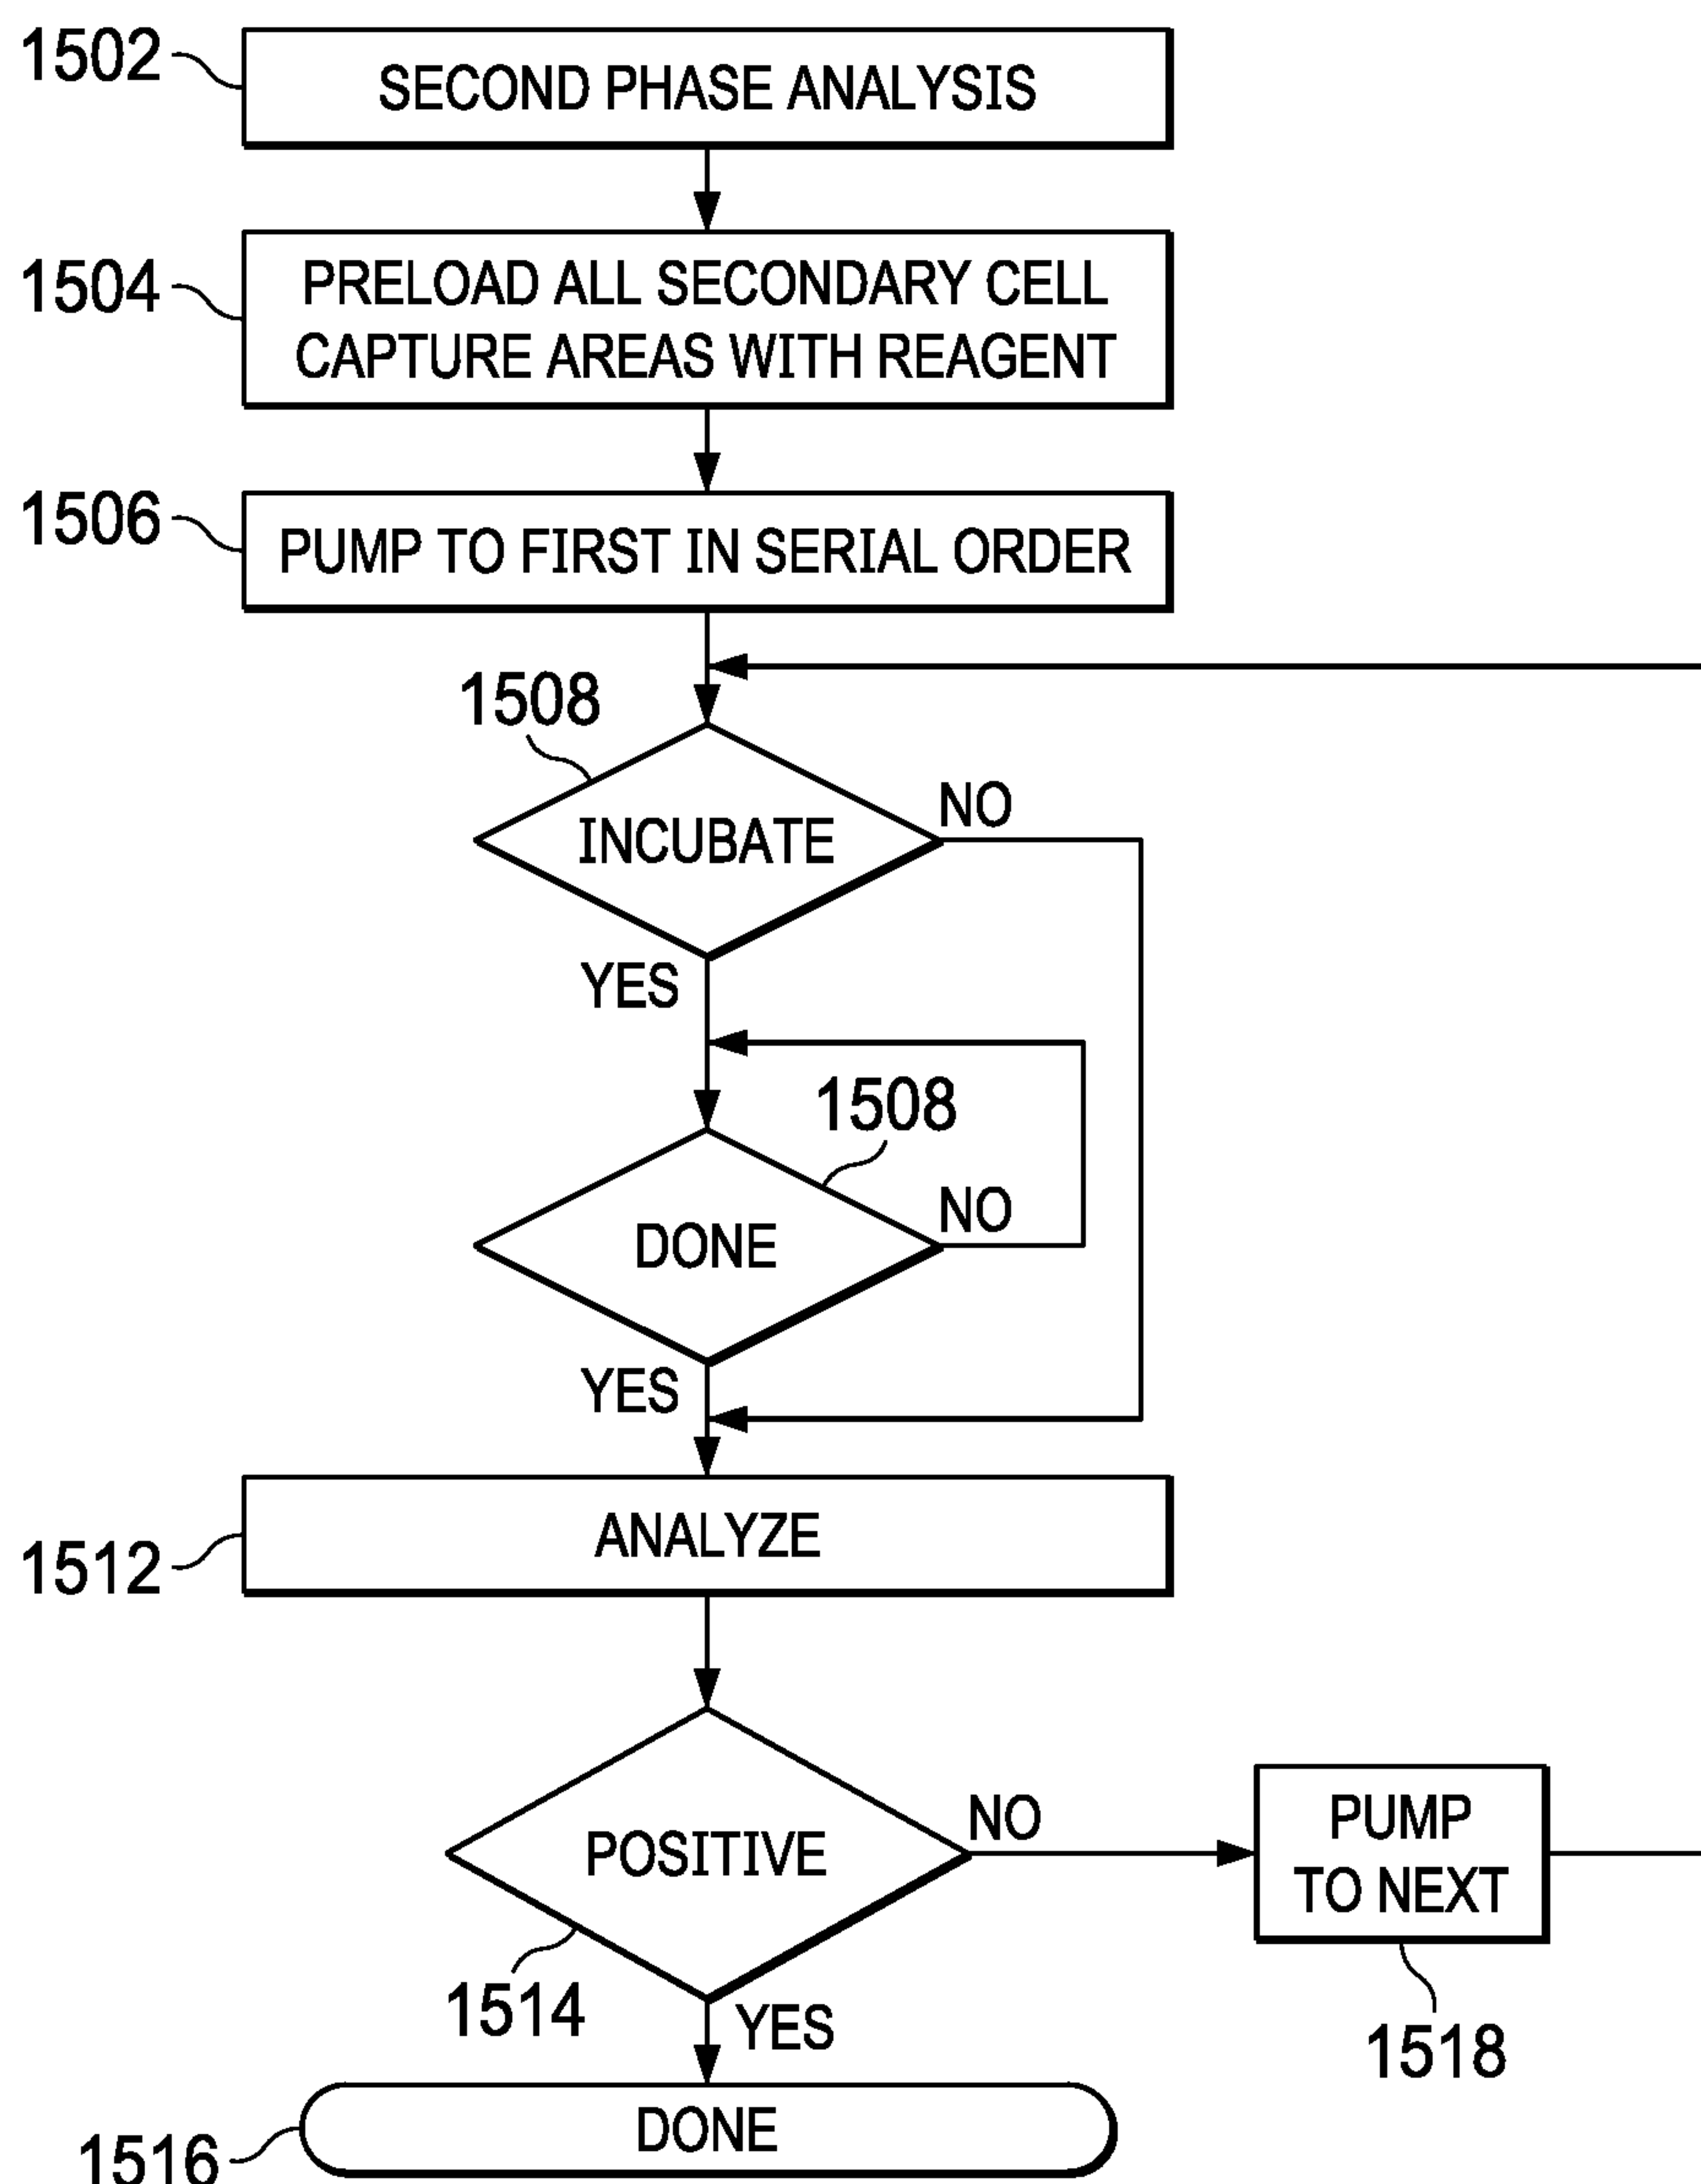 1502
SECOND PHASE ANALYSIS
1504
PRELOAD ALL SECONDARY CELL
CAPTURE AREAS WITH REAGENT
1506
PUMP TO FIRST IN SERIAL ORDER
1508
INCUBATE
NO
YES
1508
DONE
NO
YES
1512
ANALYZE
POSITIVE
NO
PUMP
TO NEXT
1514
YES
1518
1516
DONE